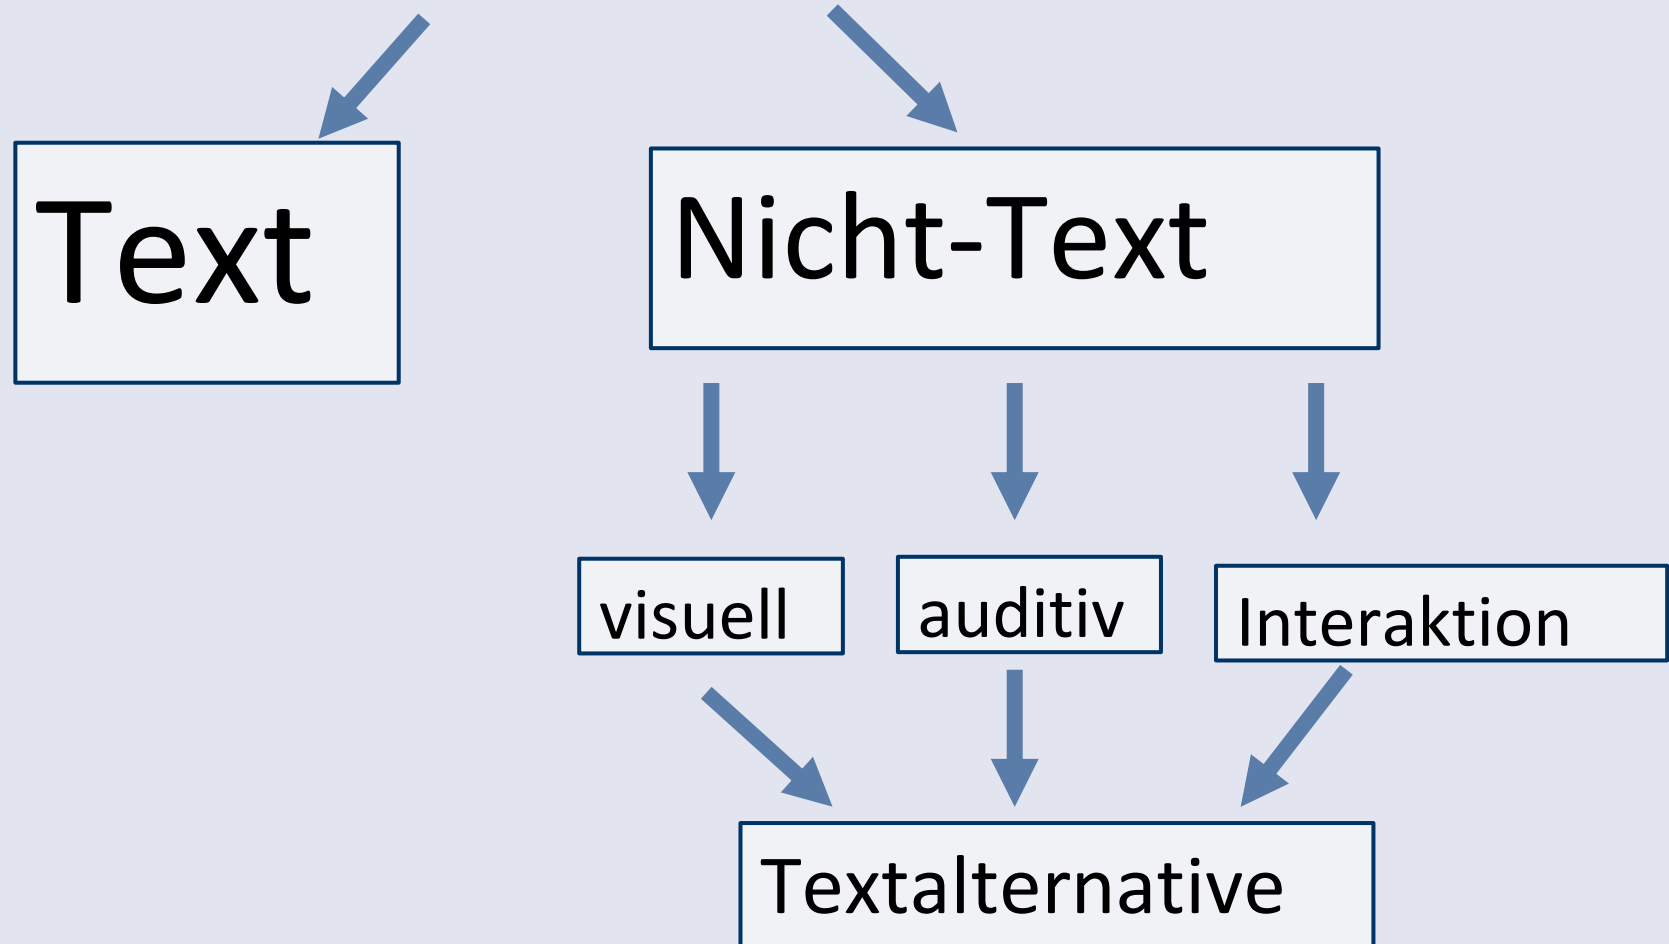 Text
Nicht-Text
visuell
auditiv
Interaktion
Textalternative